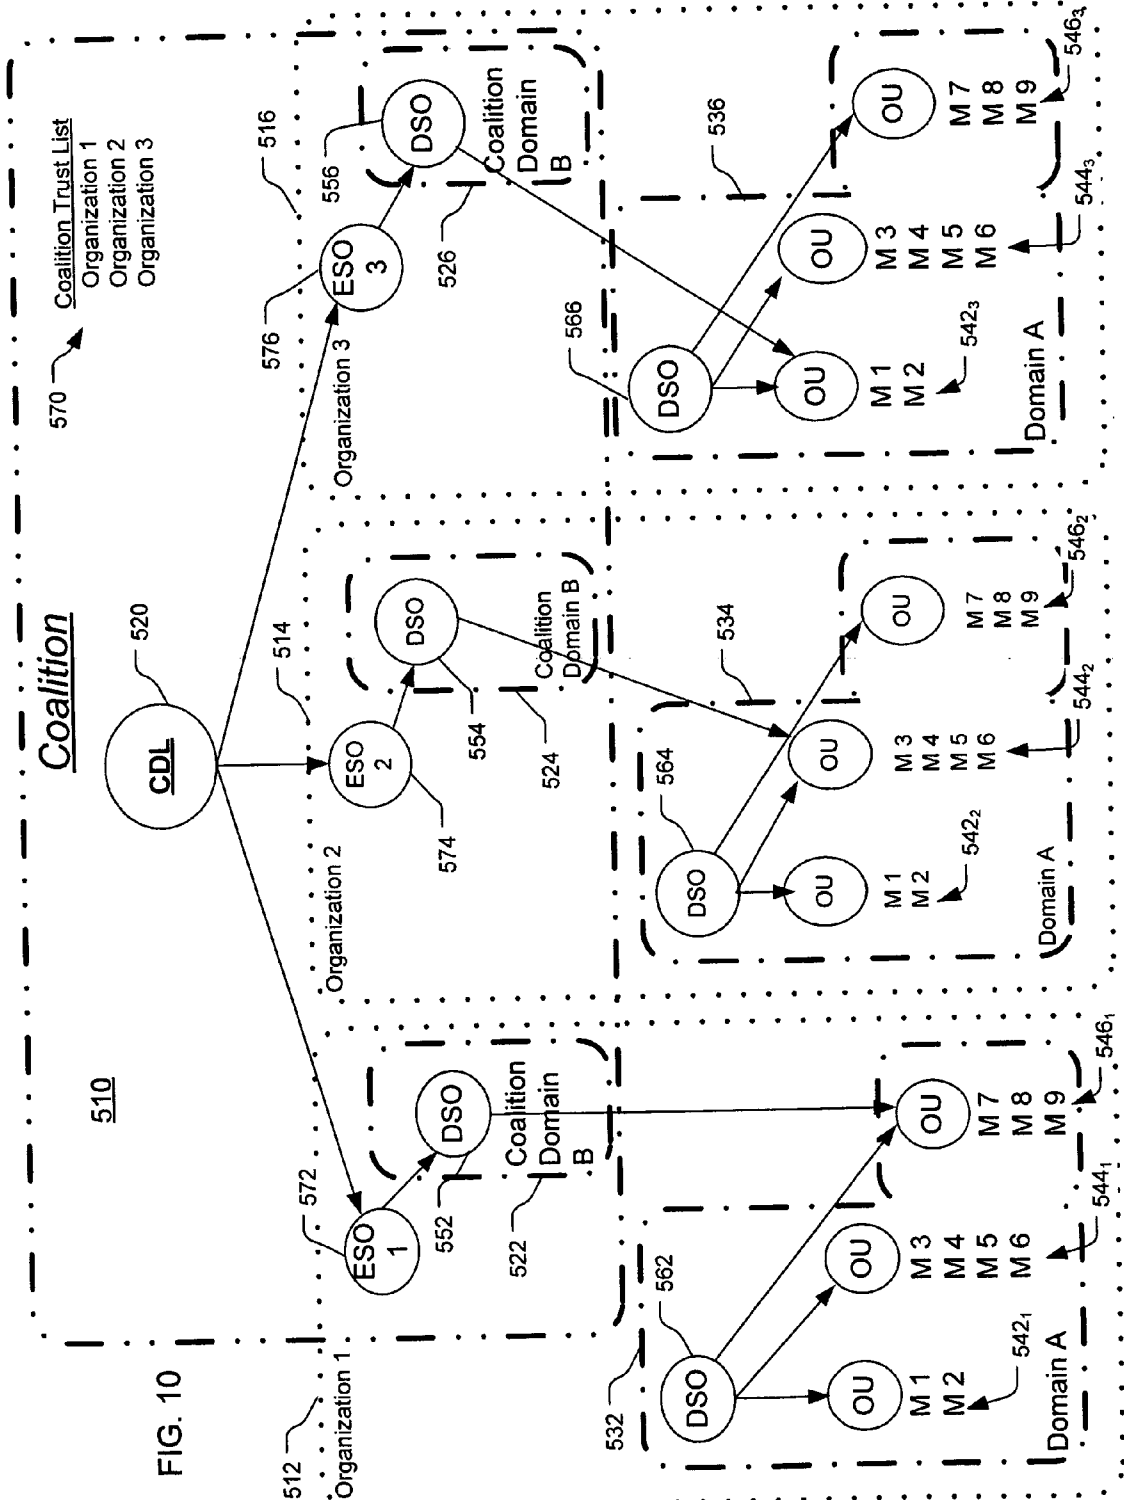 Coalition
510
520
CDL
570
Coalition Trust List
Organization 1
Organization 2
Organization 3
512
Organization 1
572
ESO
1
552
DSO
522
Coalition
Domain
B
514
Organization 2
ESO
2
574
DSO
554
524
Coalition
Domain B
516
Organization 3
576
ESO
3
556
DSO
526
Coalition
Domain
B
532
562
DSO
OU
M 1
M 2
542₁
OU
M 3
M 4
M 5
M 6
544₁
OU
M 7
M 8
M 9
546₁
Domain A
534
564
DSO
OU
M 1
M 2
542₂
OU
M 3
M 4
M 5
M 6
544₂
OU
M 7
M 8
M 9
546₂
Domain A
536
566
DSO
OU
M 1
M 2
542₃
OU
M 3
M 4
M 5
M 6
544₃
OU
M 7
M 8
M 9
546₃
Domain A
FIG. 10